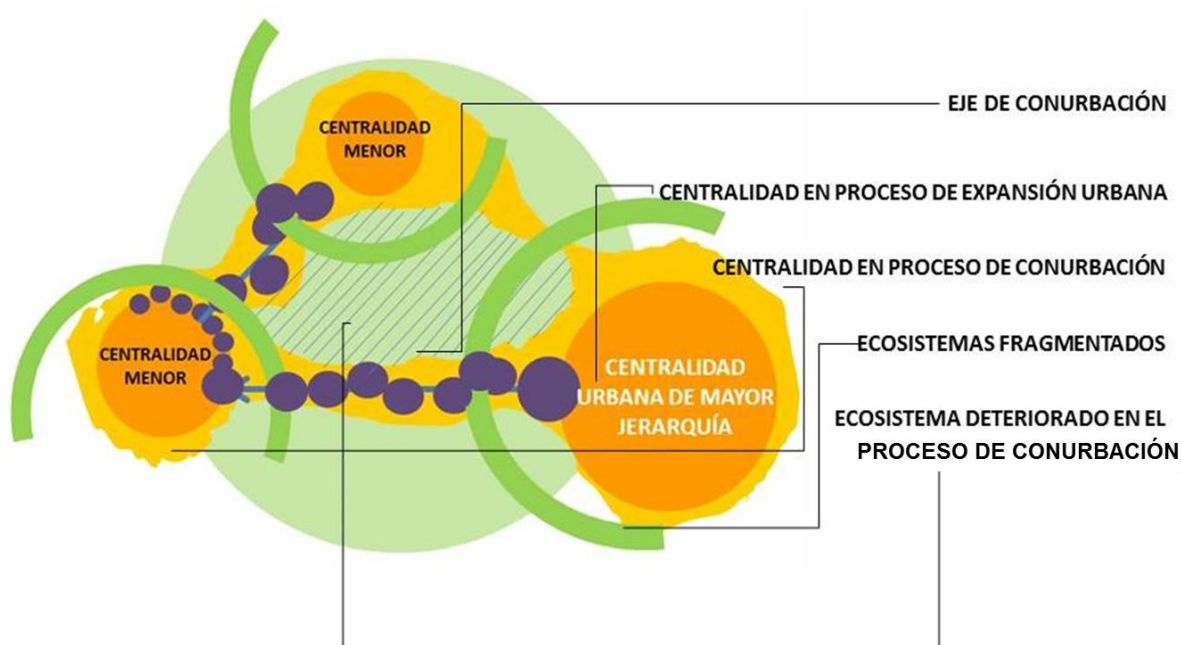 EJE DE CONURBACIÓN
CENTRALIDAD
MENOR
CENTRALIDAD EN PROCESO DE EXPANSIÓN URBANA
CENTRALIDAD EN PROCESO DE CONURBACIÓN
CENTRALIDAD
MENOR
ECOSISTEMAS FRAGMENTADOS
CENTRALIDAD
URBANA DE MAYOR
JERARQUÍA
ECOSISTEMA DETERIORADO EN EL
PROCESO DE CONURBACIÓN